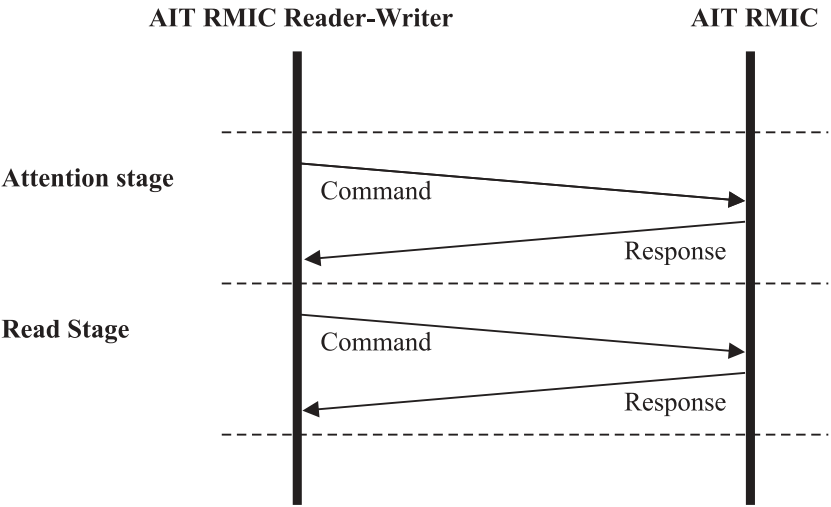 AIT RMIC Reader-Writer
AIT RMIC
Attention stage
Command
Response
Read Stage
Command
Response